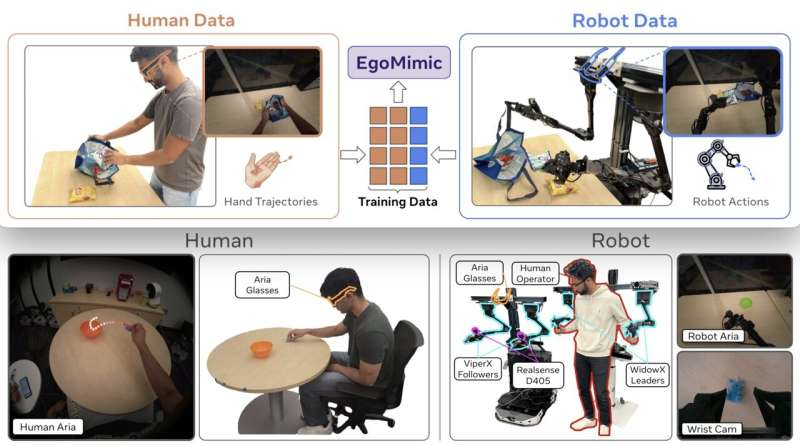 Human Data
Robot Data
EgoMimic
Hand Trajectories
Training Data
Robot Actions
Human
Robot
Aria
Glasses
Human Aria
Aria
Glasses
Human
Operator
ViperX
Followers
Realsense
D405
WidowX
Leaders
Robot Aria
Wrist Cam